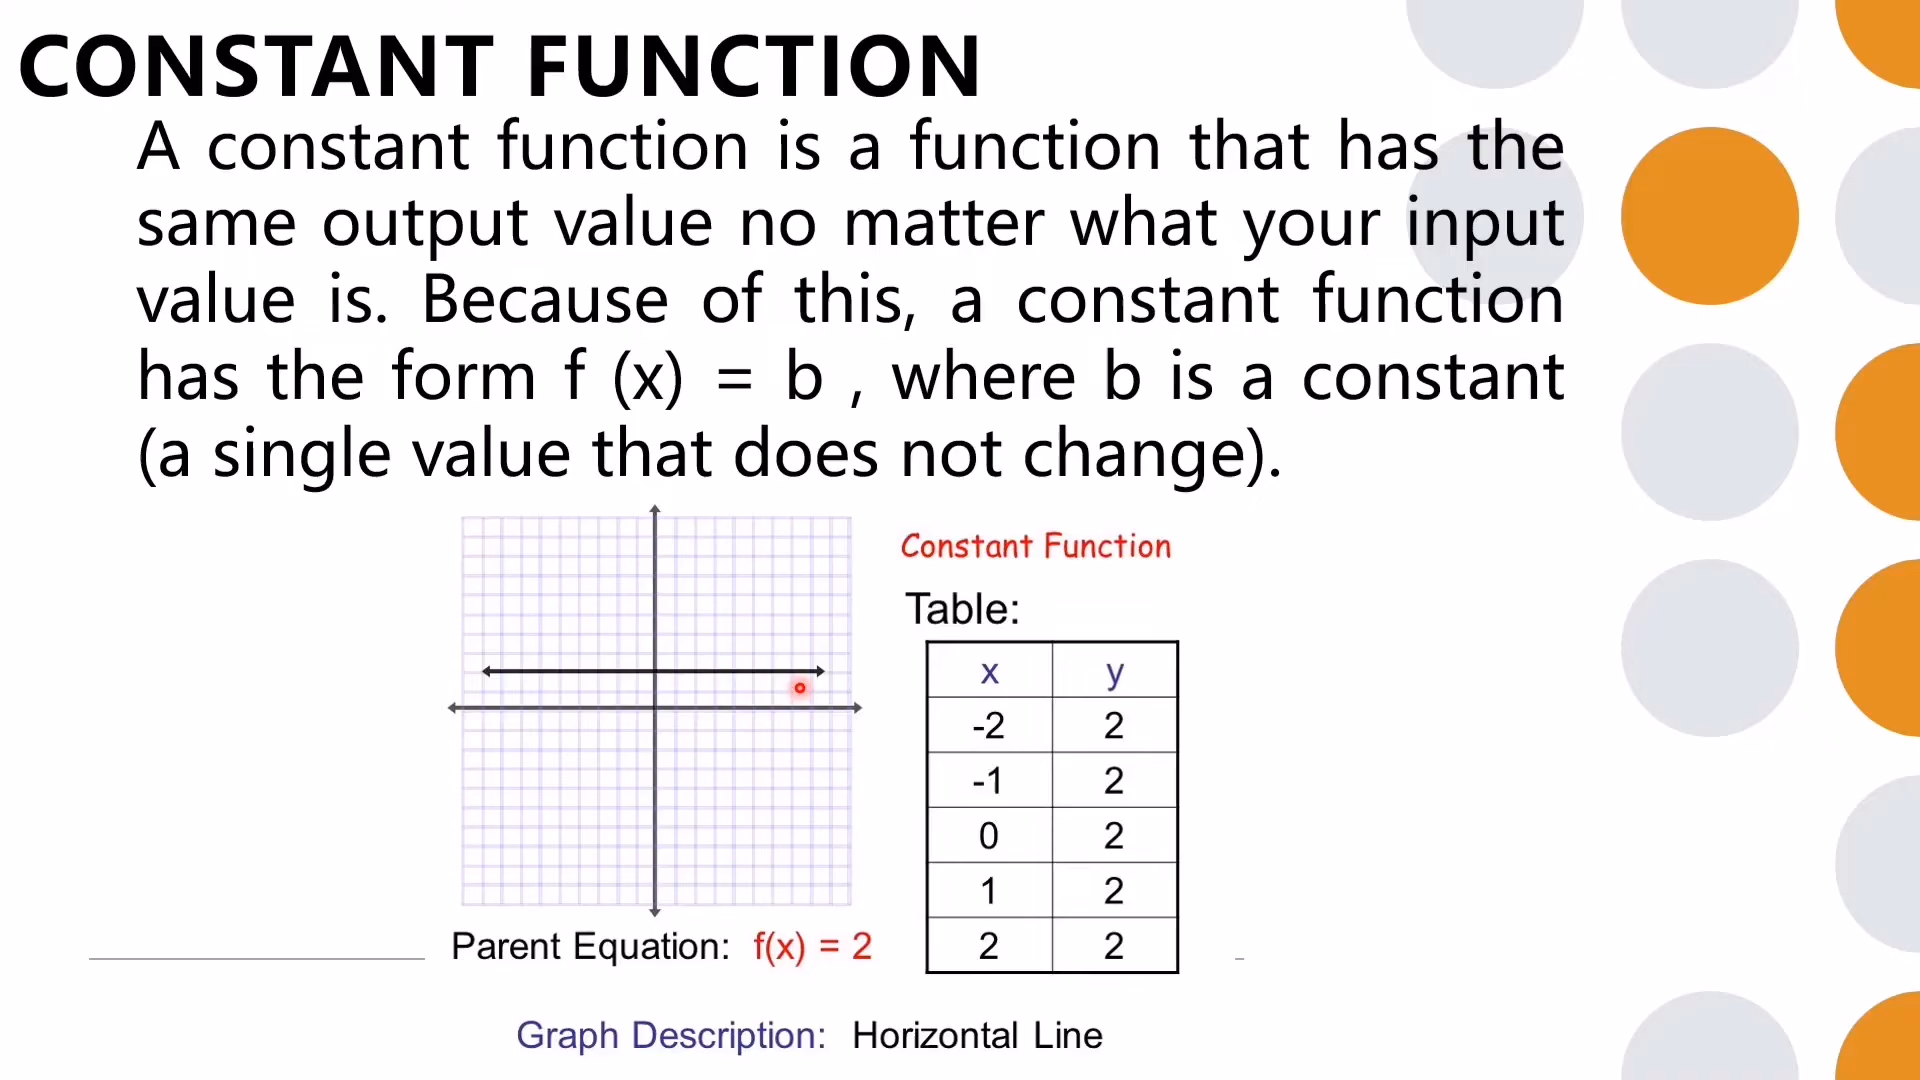 CONSTANT FUNCTION
A constant function is a function that has the
same output value no matter what your input
value is. Because of this, a constant function
has the form f (x) = b , where b is a constant
(a single value that does not change).
Constant Function
Table:
x y
-2 2
-1 2
0 2
1 2
2 2
Parent Equation: f(x) = 2
Graph Description: Horizontal Line